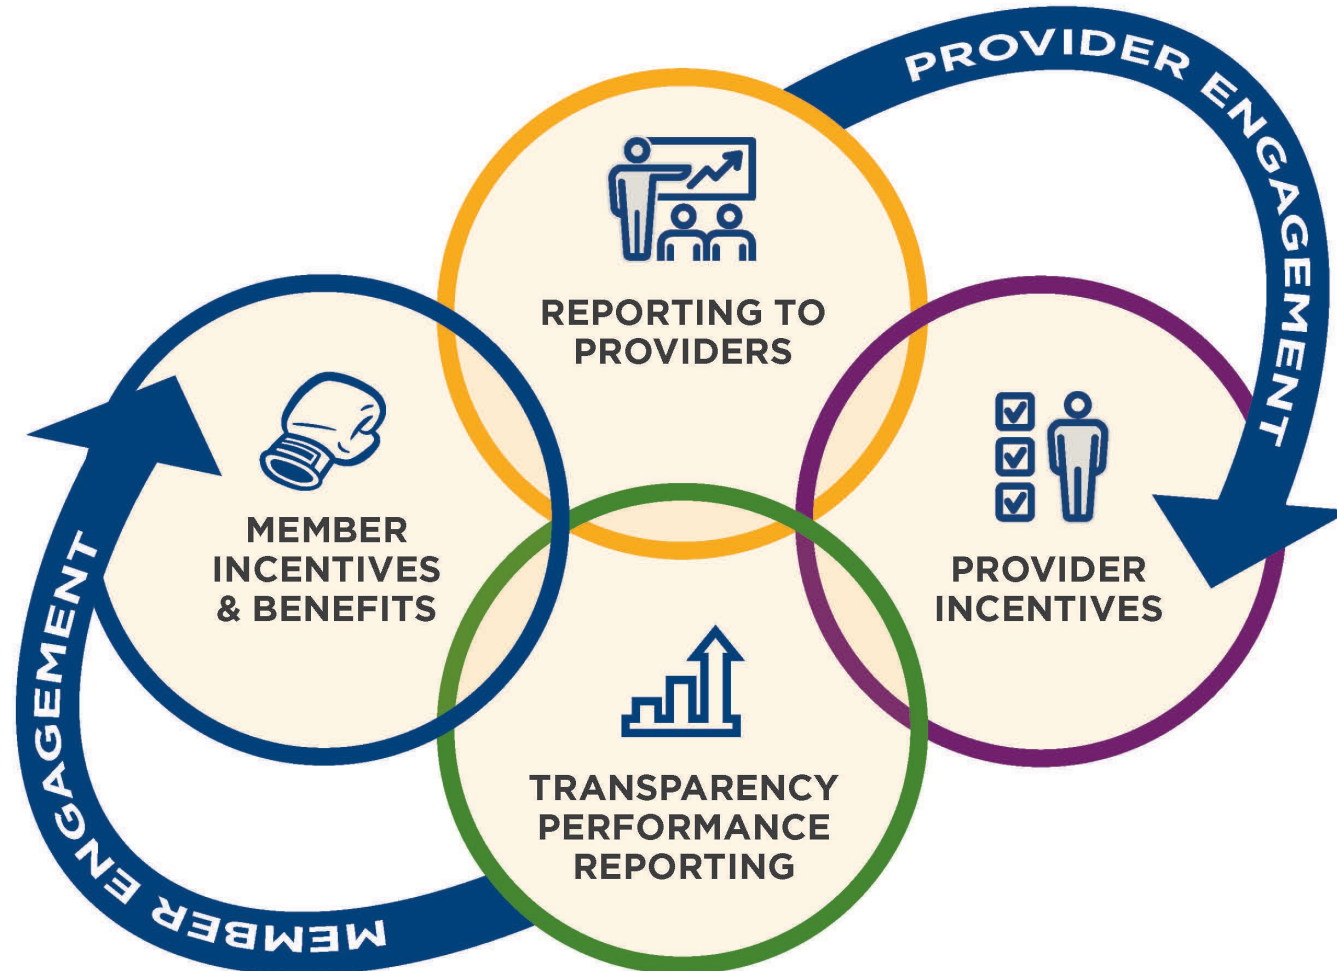 PROVIDER ENGAGEMENT
REPORTING TO
PROVIDERS
MEMBER
INCENTIVES
& BENEFITS
PROVIDER
INCENTIVES
TRANSPARENCY
PERFORMANCE
REPORTING
MEMBER ENGAGEMENT